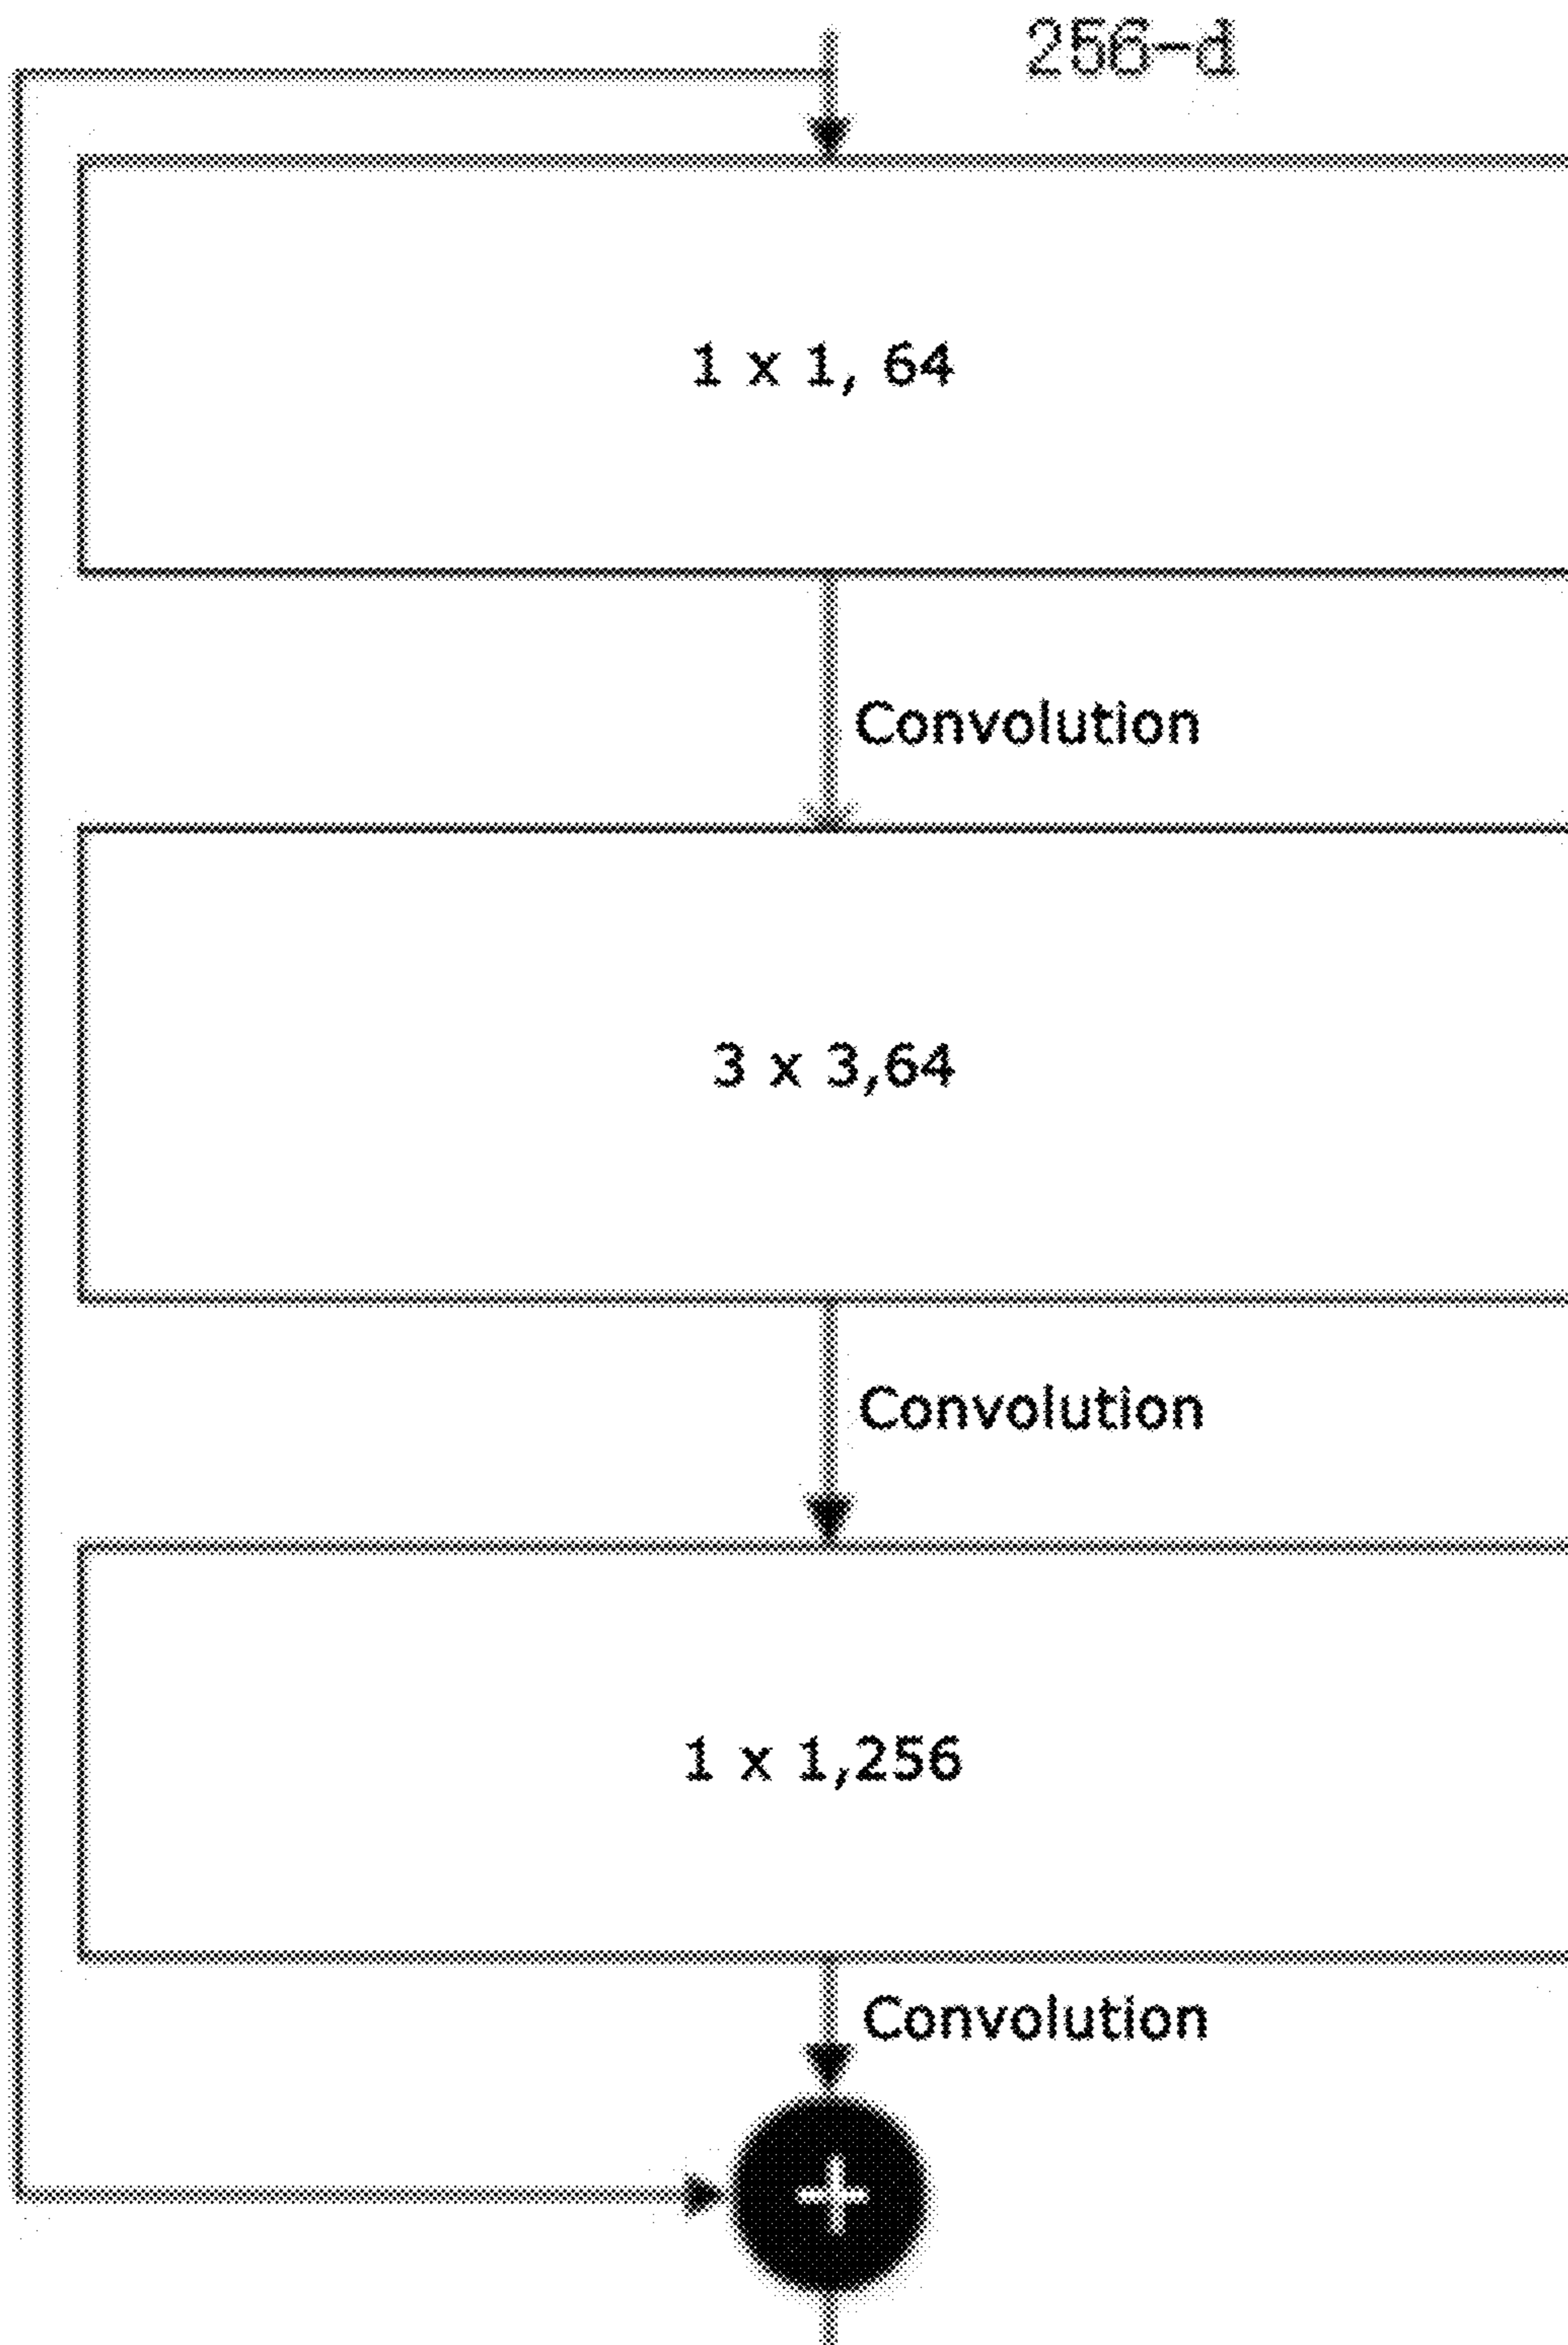 256-d
1 x 1, 64
Convolution
3 x 3,64
Convolution
1 x 1,256
Convolution
+